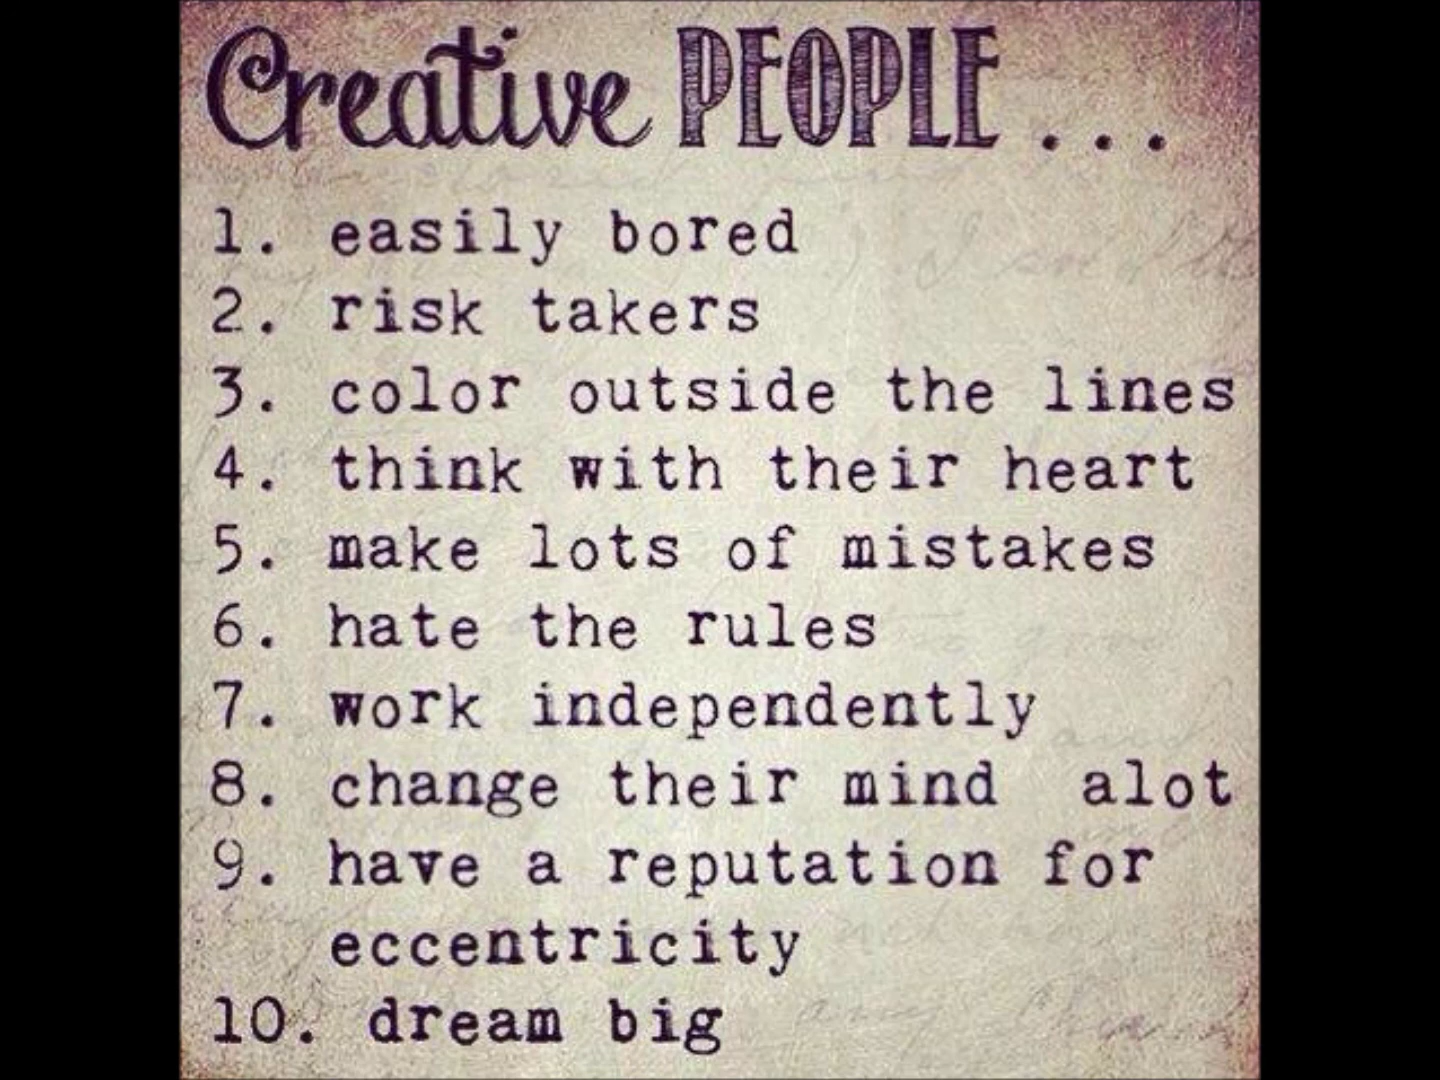 Creative PEOPLE...
1. easily bored
2. risk takers
3. color outside the lines
4. think with their heart
5. make lots of mistakes
6. hate the rules
7. work independently
8. change their mind alot
9. have a reputation for
eccentricity
10. dream big